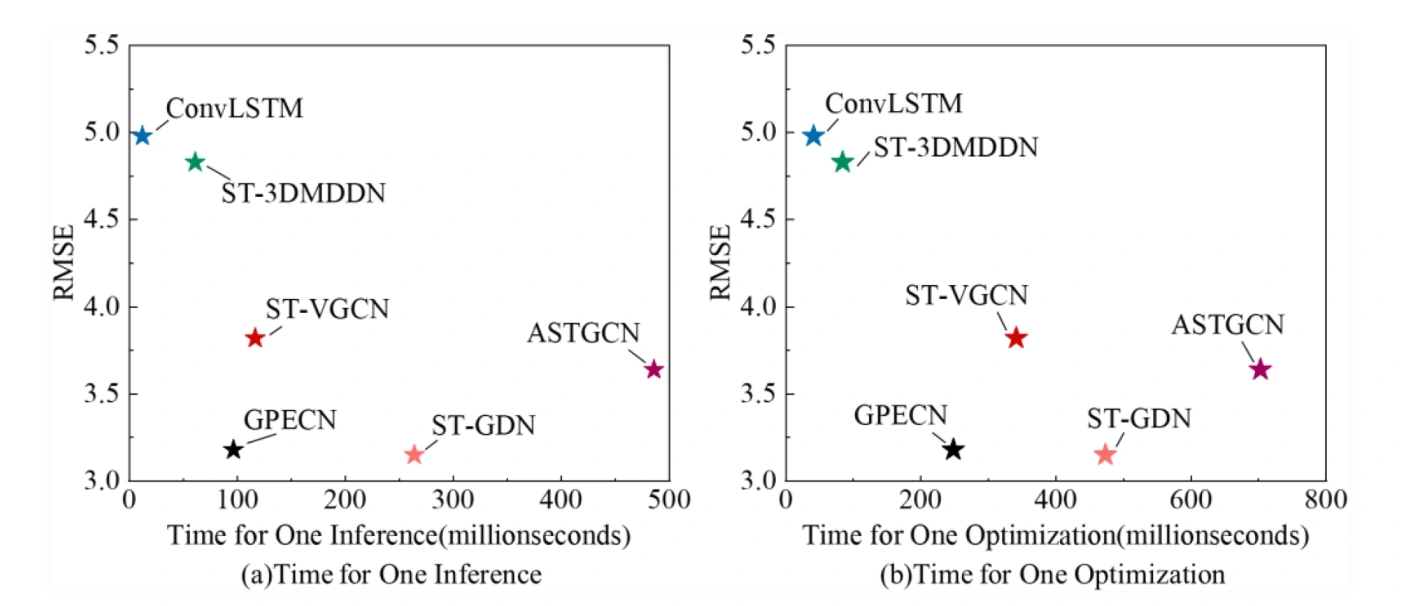 5.5
5.0
4.5
4.0
3.5
3.0
RMSE
ConvLSTM
ST-3DMDDN
ST-VGCN
ASTGCN
GPECN
ST-GDN
0 100 200 300 400 500
Time for One Inference(millionseconds)
(a)Time for One Inference
5.5
5.0
4.5
4.0
3.5
3.0
RMSE
ConvLSTM
ST-3DMDDN
ST-VGCN
ASTGCN
GPECN
ST-GDN
0 200 400 600 800
Time for One Optimization(millionseconds)
(b)Time for One Optimization